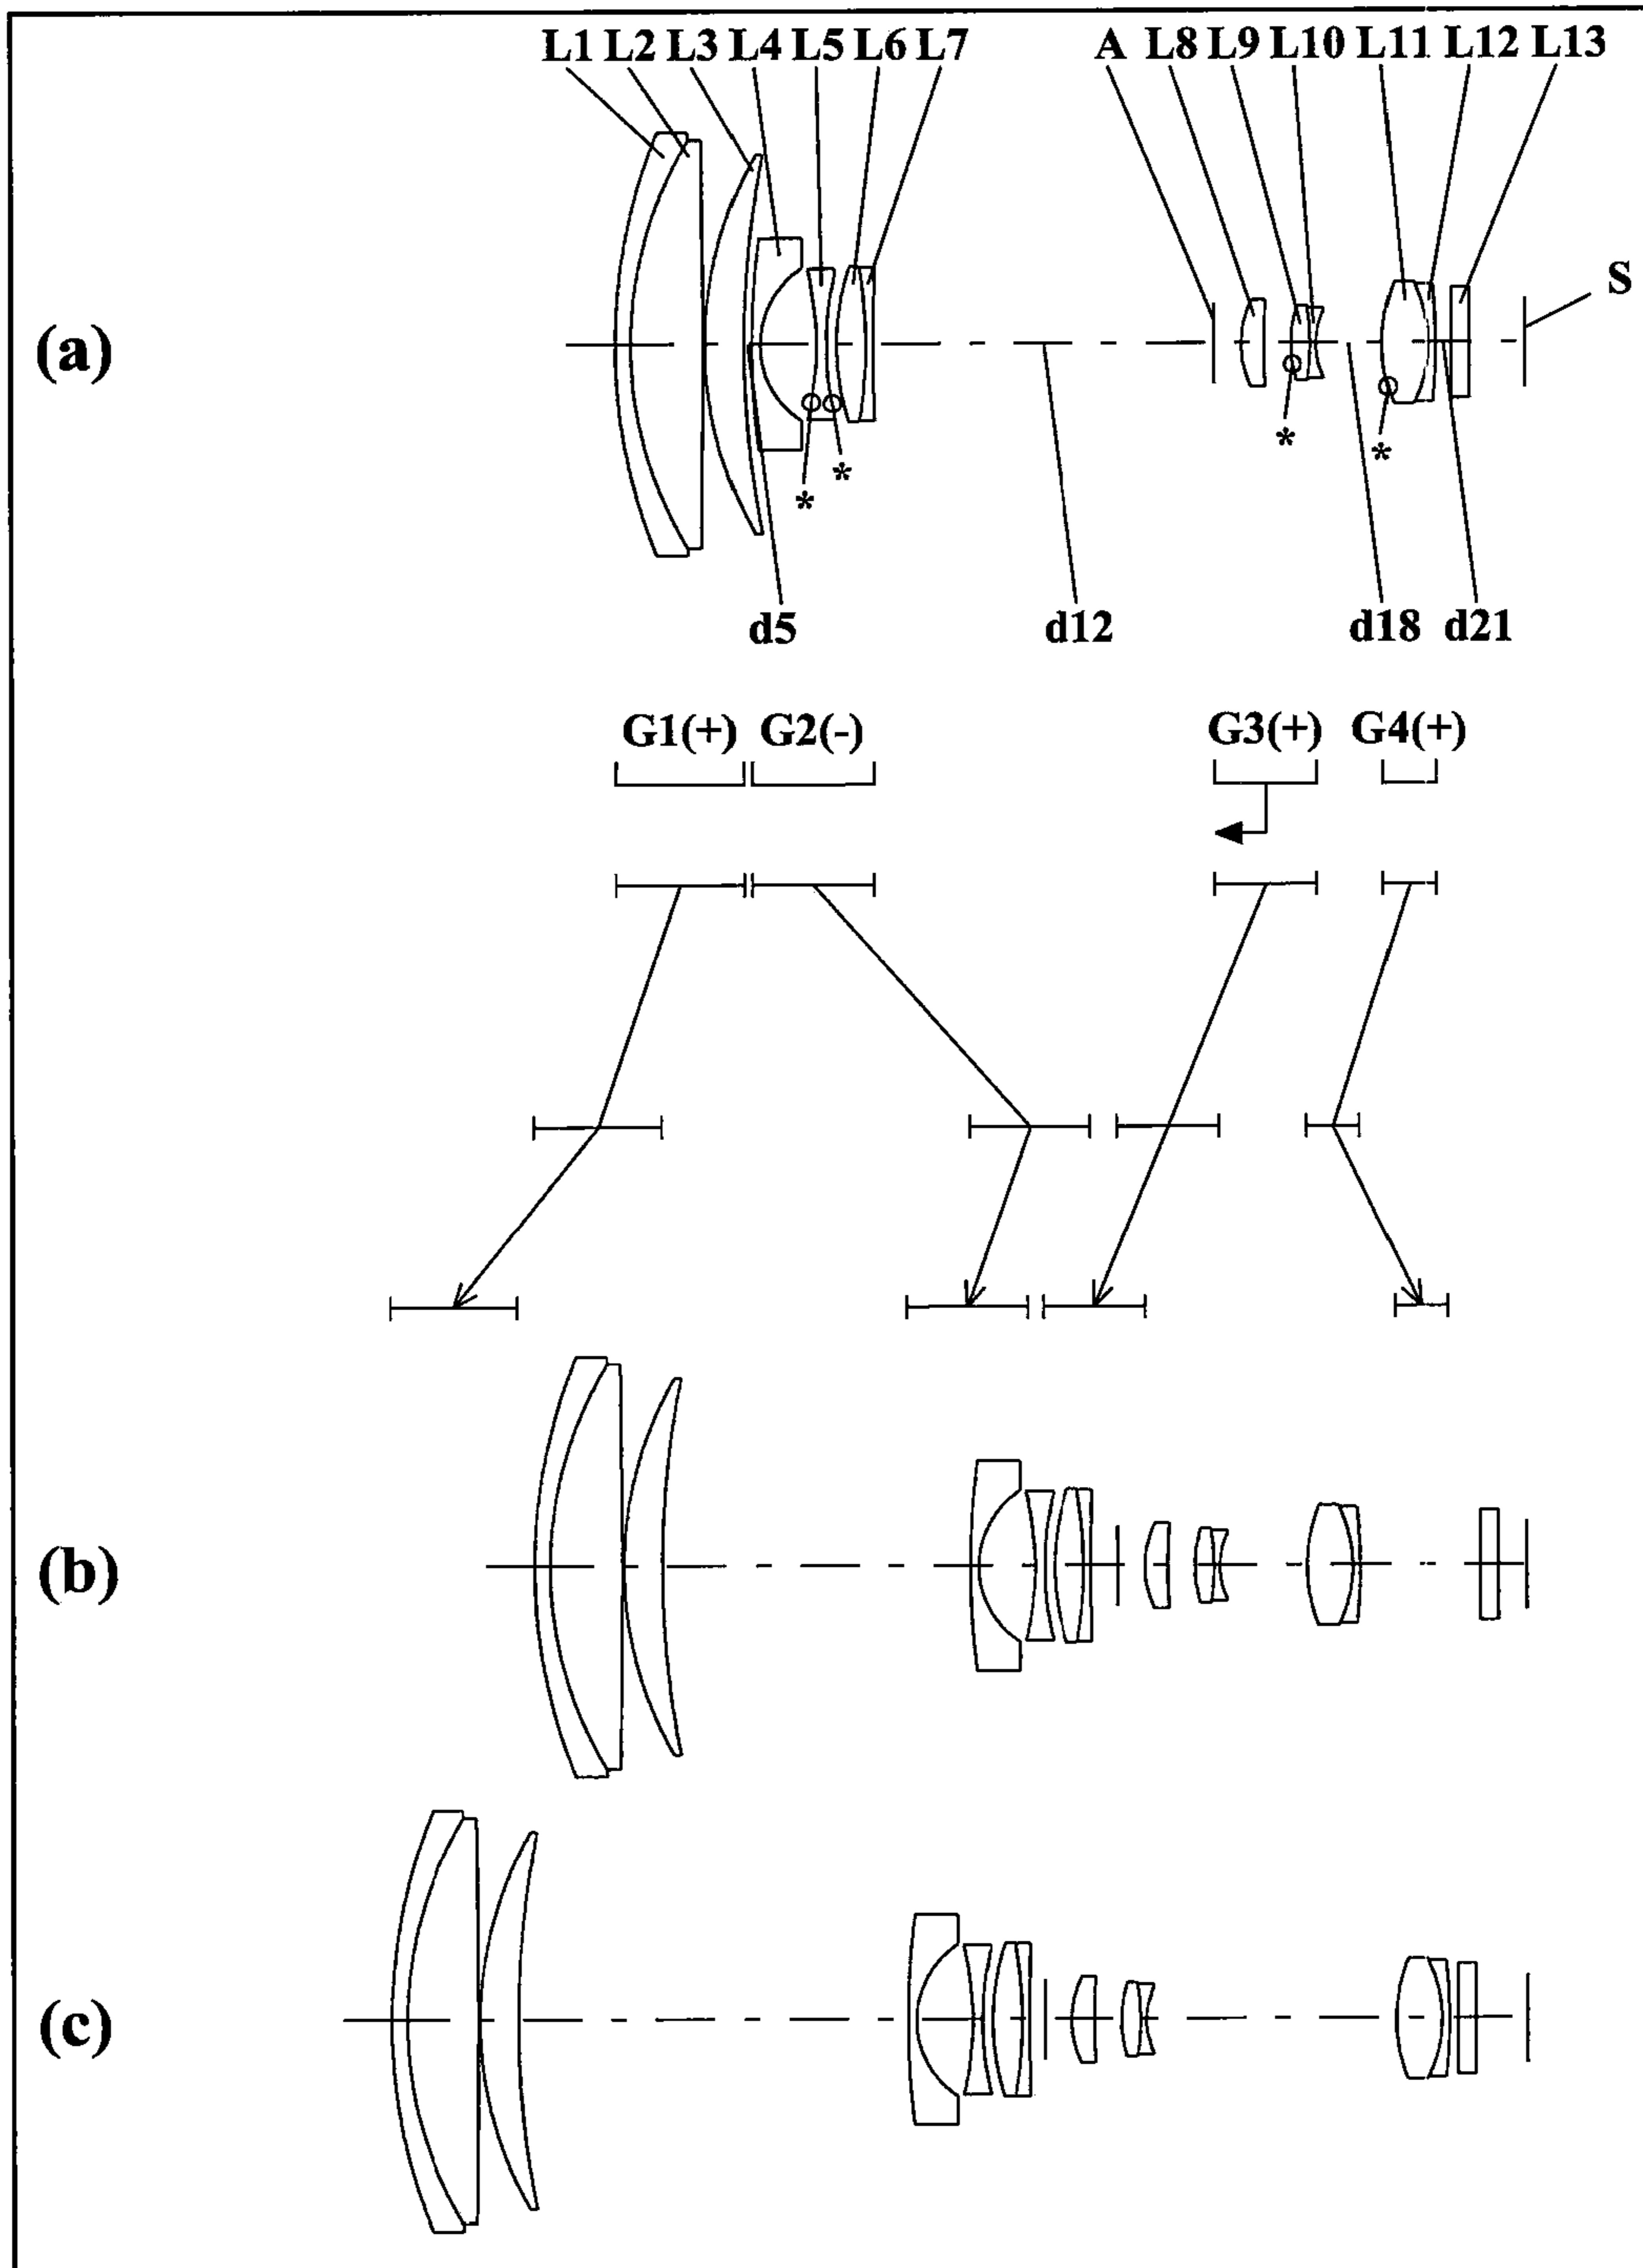 L1 L2 L3 L4 L5 L6 L7 A L8 L9 L10 L11 L12 L13
S
(a)
*
*
*
*
d5 d12 d18 d21
G1(+) G2(-) G3(+) G4(+)
(b)
(c)